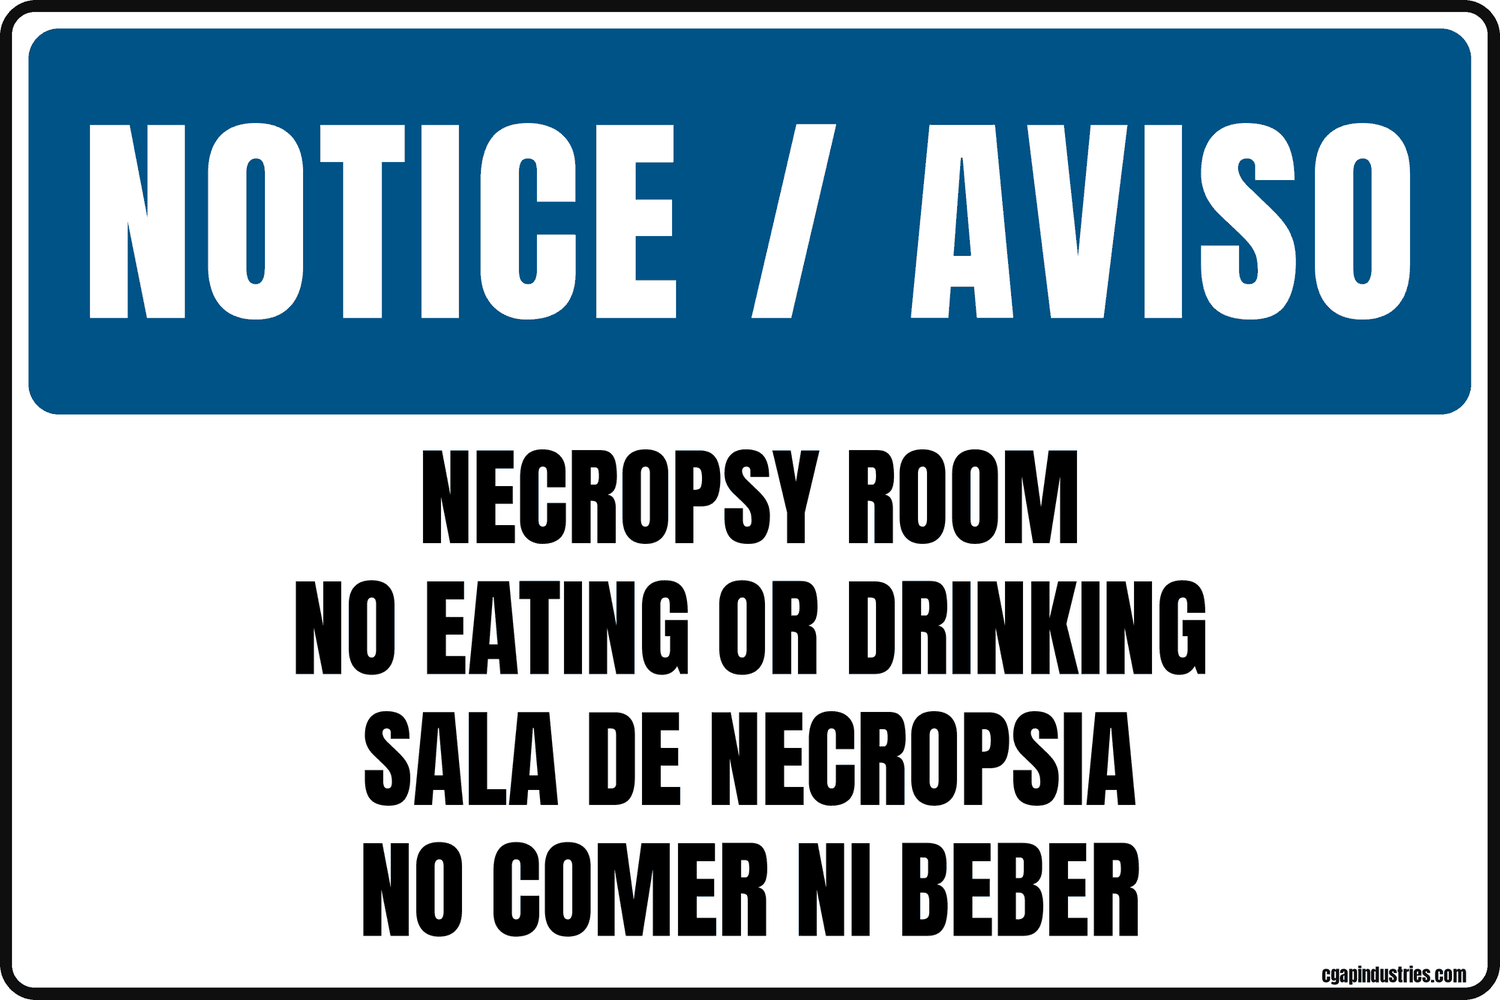 NOTICE / AVISO
NECROPSY ROOM
NO EATING OR DRINKING
SALA DE NECROPSIA
NO COMER NI BEBER
cgapindustries.com